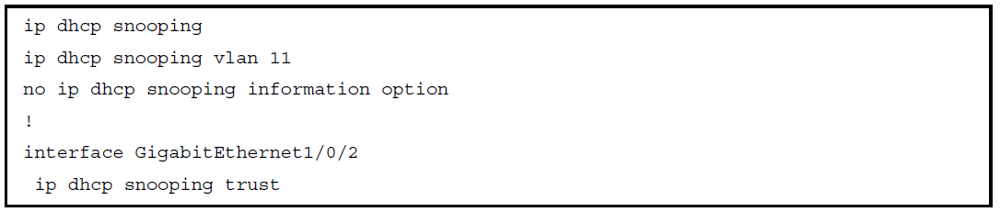 ip dhcp snooping
ip dhcp snooping vlan 11
no ip dhcp snooping information option
!
interface GigabitEthernet1/0/2
 ip dhcp snooping trust